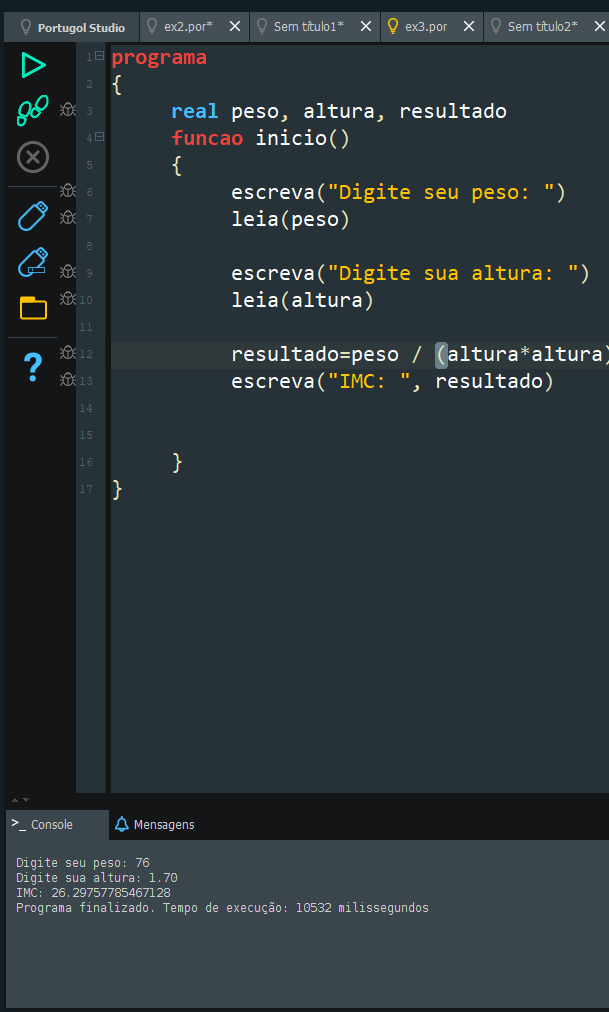 Portugol Studio ex2.por* Sem título1* ex3.por Sem título2*
1 programa
2 {
3 real peso, altura, resultado
4 funcao inicio()
5 {
6 escreva("Digite seu peso: ")
7 leia(peso)
8
9 escreva("Digite sua altura: ")
10 leia(altura)
11
12 resultado=peso / (altura*altura)
13 escreva("IMC: ", resultado)
14
15
16 }
17 }
>_ Console Mensagens
Digite seu peso: 76
Digite sua altura: 1.70
IMC: 26.29757785467128
Programa finalizado. Tempo de execução: 10532 milissegundos